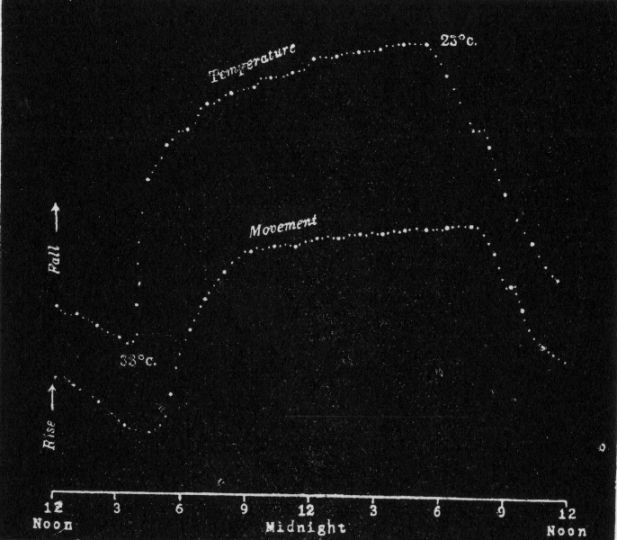 23°c.
Temperature
Movement
Fall
33°c.
Rise
12 3 6 9 12 3 6 9 12
Noon Midnight Noon